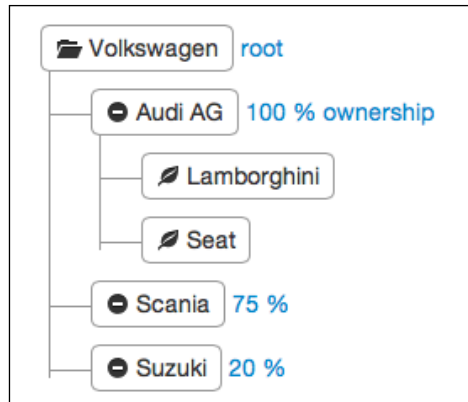 Volkswagen root
Audi AG 100 % ownership
Lamborghini
Seat
Scania 75 %
Suzuki 20 %